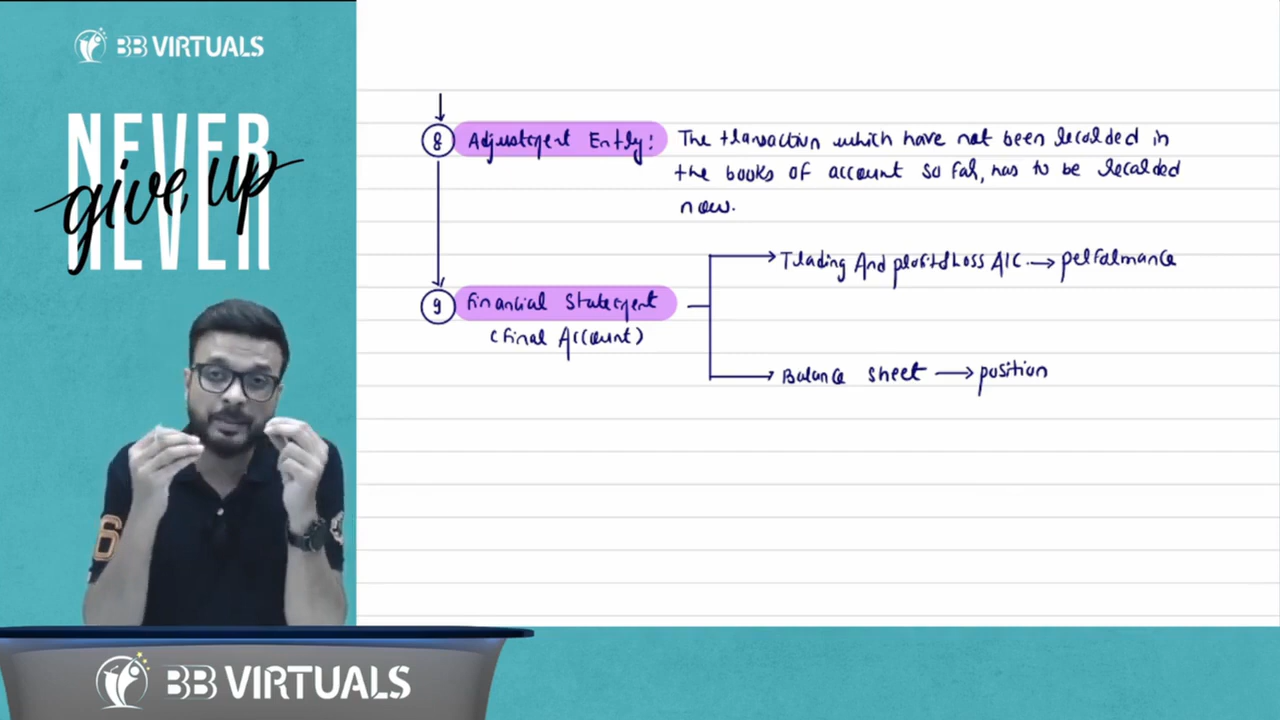 BB VIRTUALS
NEVER
give up
NEVER
8 Adjustment Entry: The transaction which have not been recorded in
the books of account so far, has to be recorded
now.
Trading And profit & Loss A/C. → performance
9 Financial Statement
(Final Account)
Balance sheet → position
6
BB VIRTUALS